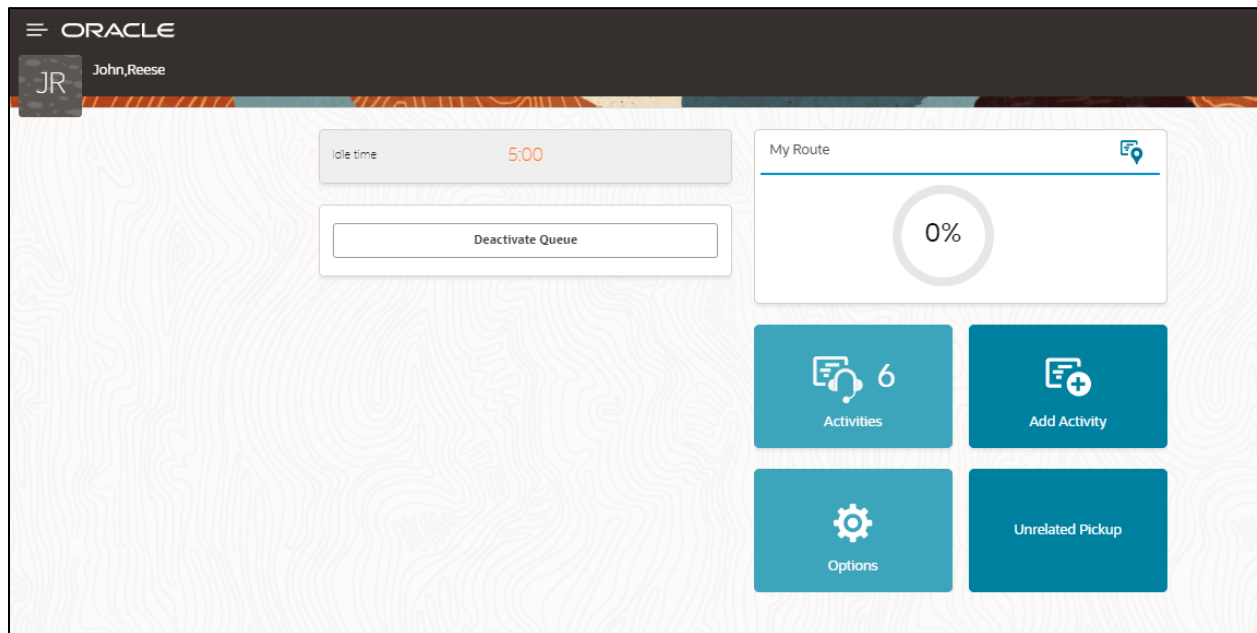 ORACLE
JR
John,Reese
Idle time 5:00
Deactivate Queue
My Route
0%
6
Activities
Add Activity
Options
Unrelated Pickup